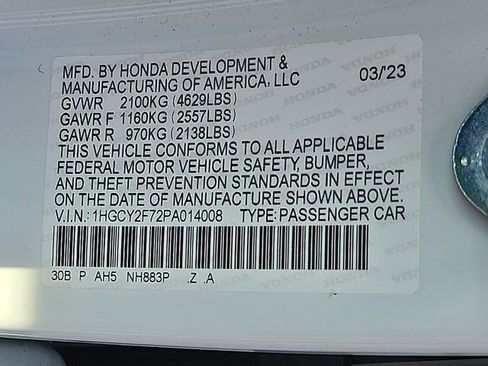 MFD. BY HONDA DEVELOPMENT &
MANUFACTURING OF AMERICA, LLC 03/23
GVWR 2100KG (4629LBS)
GAWR F 1160KG (2557LBS)
GAWR R 970KG (2138LBS)
THIS VEHICLE CONFORMS TO ALL APPLICABLE
FEDERAL MOTOR VEHICLE SAFETY, BUMPER,
AND THEFT PREVENTION STANDARDS IN EFFECT
ON THE DATE OF MANUFACTURE SHOWN ABOVE.
V.I.N.: 1HGCY2F72PA014008 TYPE: PASSENGER CAR
30B P AH5 NH883P .Z .A